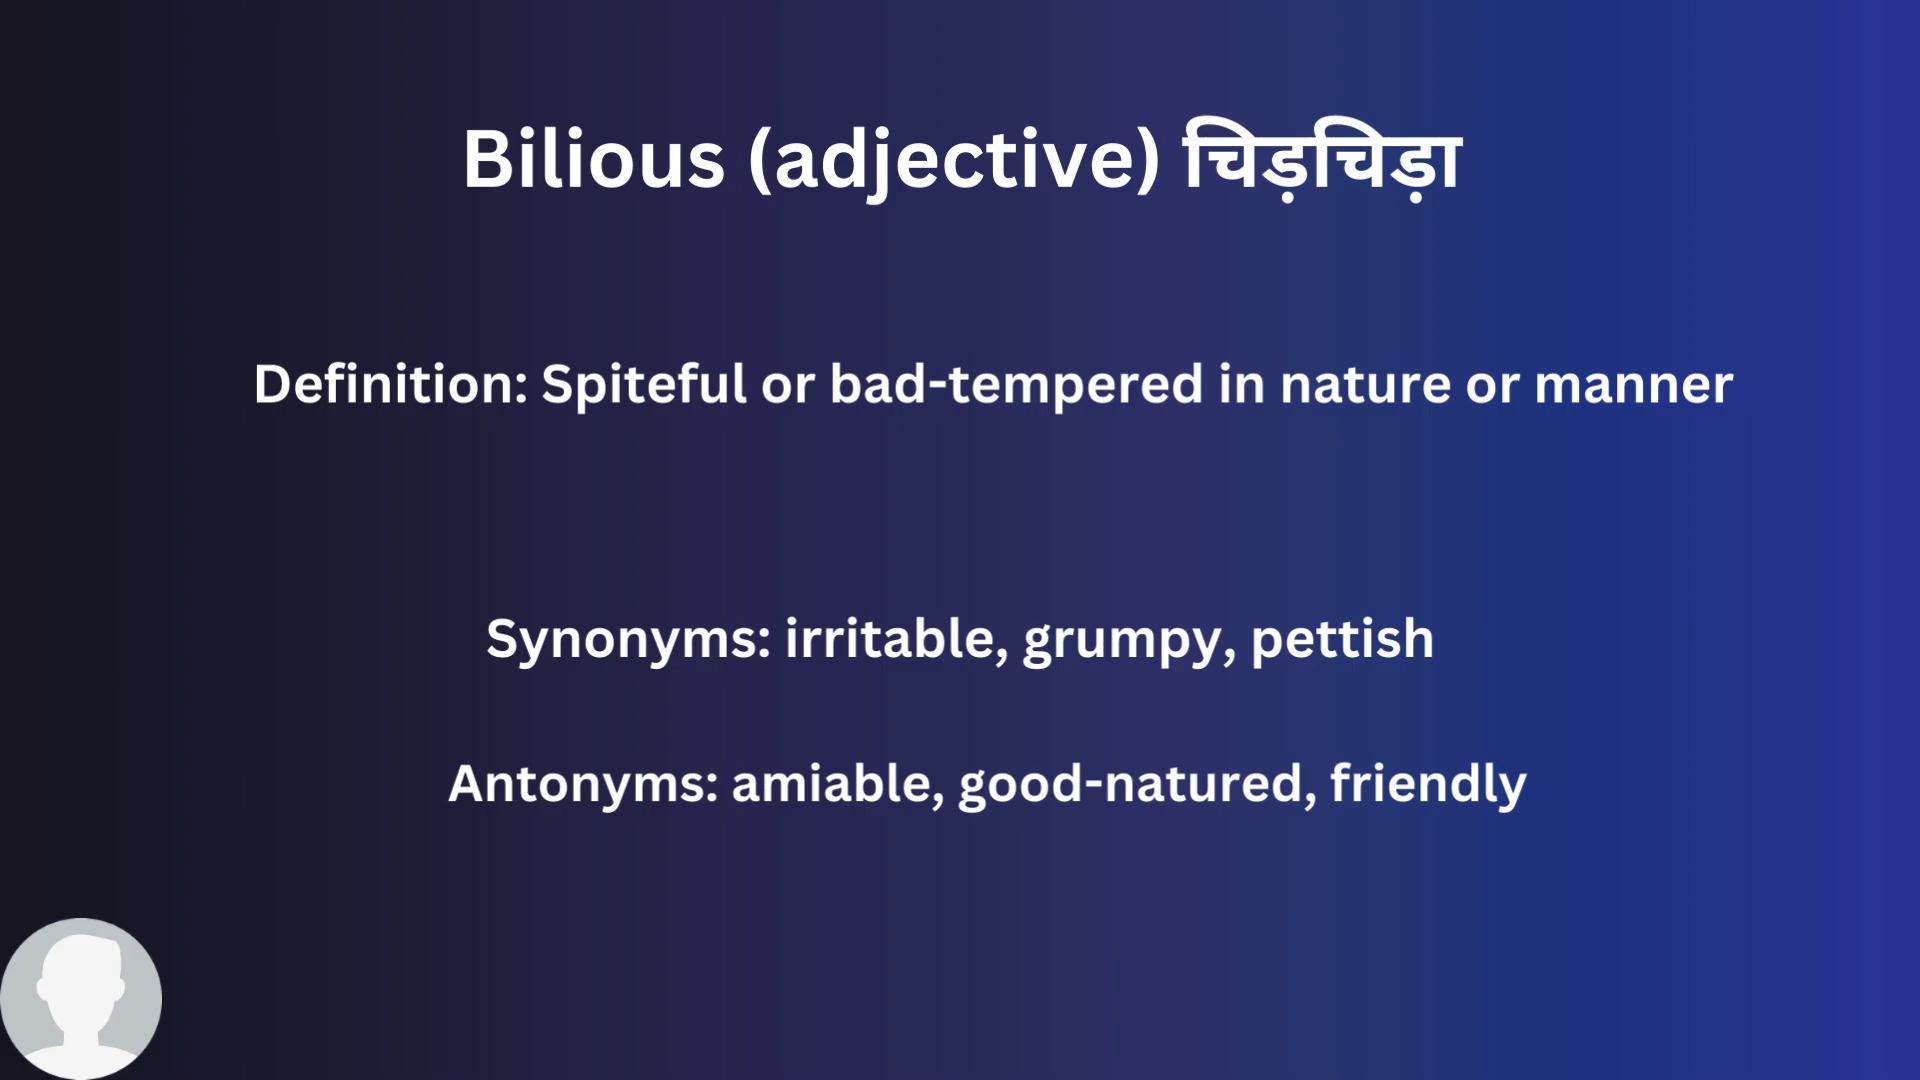 Bilious (adjective) चिड़चिड़ा
Definition: Spiteful or bad-tempered in nature or manner
Synonyms: irritable, grumpy, pettish
Antonyms: amiable, good-natured, friendly